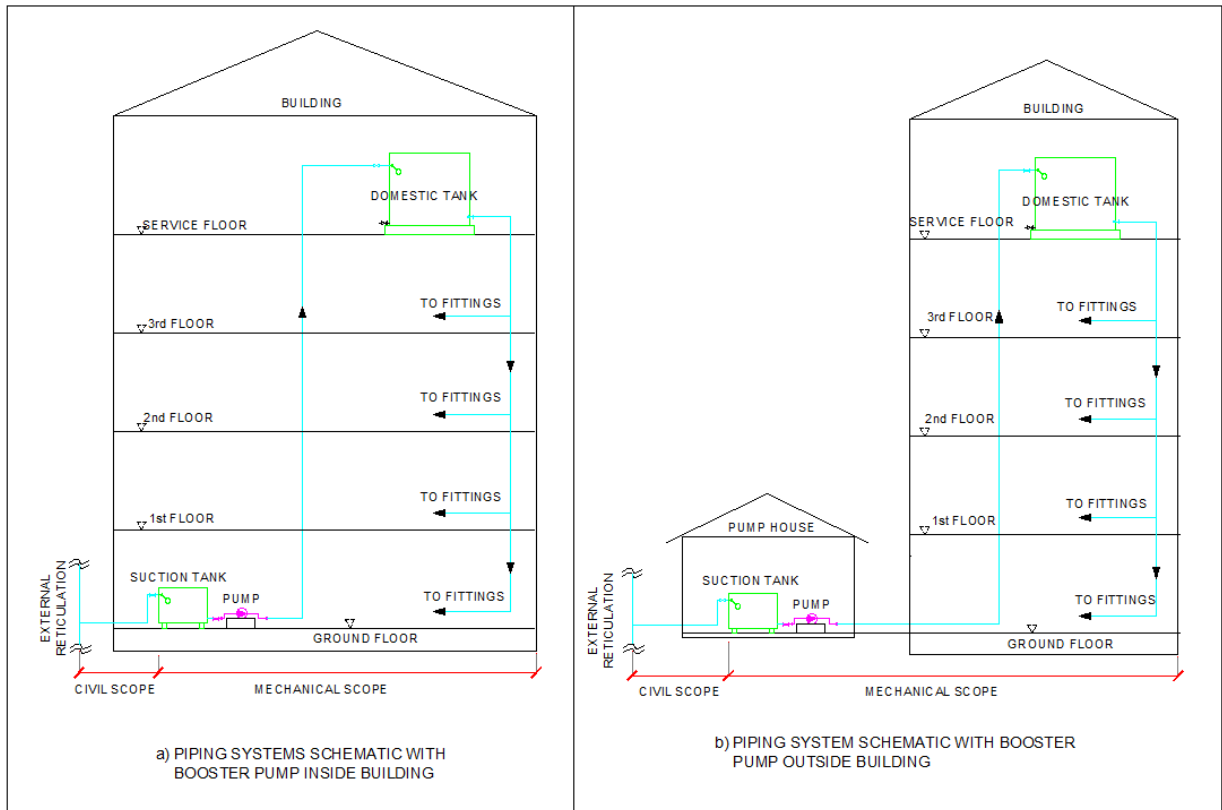 BUILDING
DOMESTIC TANK
SERVICE FLOOR
TO FITTINGS
3rd FLOOR
TO FITTINGS
2nd FLOOR
TO FITTINGS
1st FLOOR
SUCTION TANK
PUMP
TO FITTINGS
EXTERNAL
RETICULATION
GROUND FLOOR
CIVIL SCOPE
MECHANICAL SCOPE
a) PIPING SYSTEMS SCHEMATIC WITH
BOOSTER PUMP INSIDE BUILDING
BUILDING
DOMESTIC TANK
SERVICE FLOOR
TO FITTINGS
3rd FLOOR
TO FITTINGS
2nd FLOOR
TO FITTINGS
1st FLOOR
PUMP HOUSE
SUCTION TANK
PUMP
TO FITTINGS
EXTERNAL
RETICULATION
GROUND FLOOR
CIVIL SCOPE
MECHANICAL SCOPE
b) PIPING SYSTEM SCHEMATIC WITH BOOSTER
PUMP OUTSIDE BUILDING